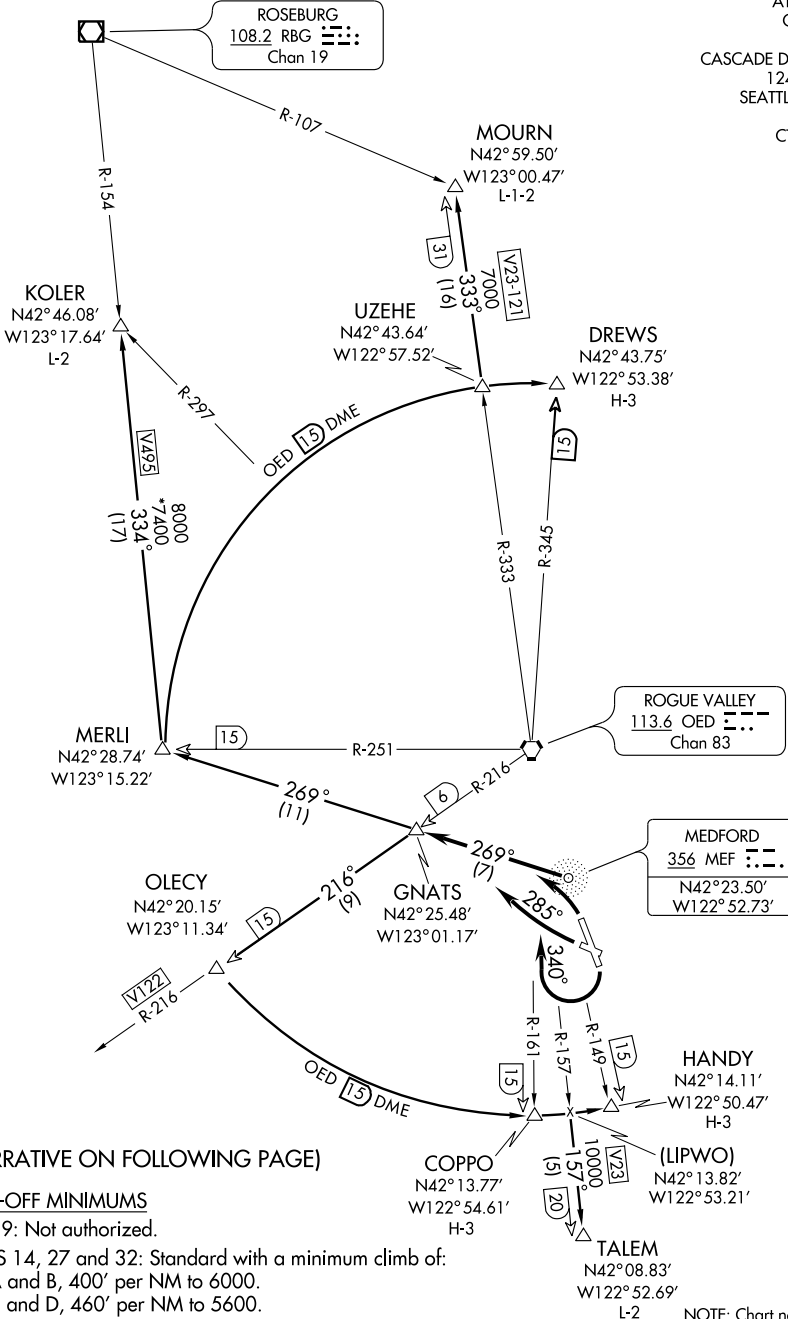 ROSEBURG
108.2 RBG
Chan 19
CASCADE D
124
SEATTL
R-107
R-154
MOURN
N42°59.50'
W123°00.47'
L-1-2
31
(16)
333°
7000
V23-121
KOLER
N42°46.08'
W123°17.64'
L-2
UZEHE
N42°43.64'
W122°57.52'
DREWS
N42°43.75'
W122°53.38'
H-3
R-297
OED 15 DME
15
V495
8000
*7400
334°
(17)
R-333
R-345
ROGUE VALLEY
113.6 OED
Chan 83
MERLI
N42°28.74'
W123°15.22'
15
R-251
R-216
6
269°
(11)
269°
(7)
MEDFORD
356 MEF
N42°23.50'
W122°52.73'
GNATS
N42°25.48'
W123°01.17'
285°
340°
OLECY
N42°20.15'
W123°11.34'
216°
(9)
15
V122
R-216
OED 15 DME
R-161
R-157
R-149
15
15
HANDY
N42°14.11'
W122°50.47'
H-3
(LIPWO)
N42°13.82'
W122°53.21'
COPPO
N42°13.77'
W122°54.61'
H-3
V23
10000
157°
(5)
20
TALEM
N42°08.83'
W122°52.69'
L-2
RRATIVE ON FOLLOWING PAGE)
-OFF MINIMUMS
9: Not authorized.
S 14, 27 and 32: Standard with a minimum climb of:
A and B, 400' per NM to 6000.
and D, 460' per NM to 5600.
NOTE: Chart no